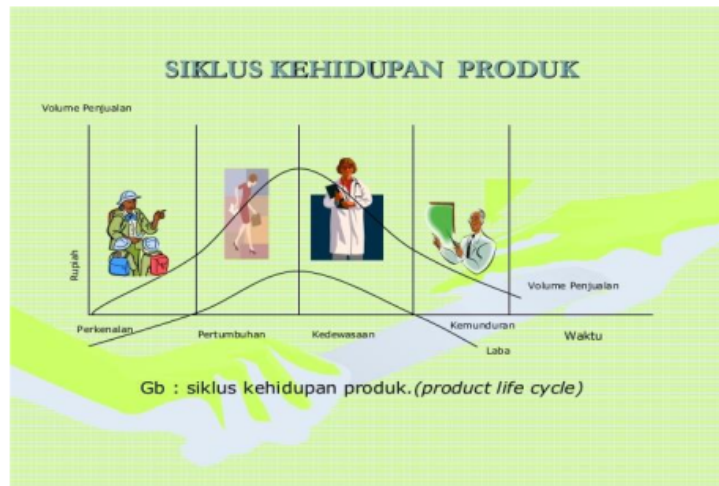 SIKLUS KEHIDUPAN PRODUK
Volume Penjualan
Rupiah
Volume Penjualan
Perkenalan
Pertumbuhan
Kedewasaan
Kemunduran
Waktu
Laba
Gb : siklus kehidupan produk.(product life cycle)